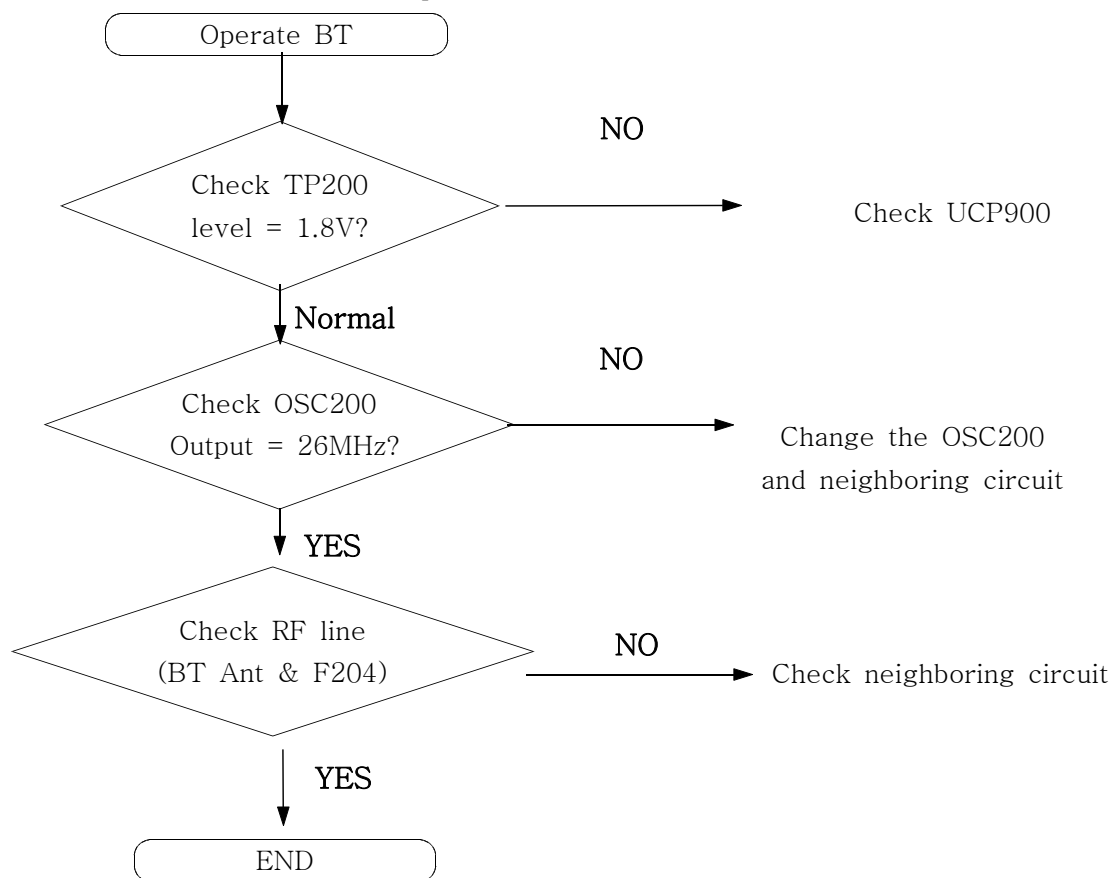 Operate BT
NO
Check TP200
level = 1.8V?
Check UCP900
Normal
NO
Check OSC200
Output = 26MHz?
Change the OSC200
and neighboring circuit
YES
Check RF line
(BT Ant & F204)
NO
Check neighboring circuit
YES
END